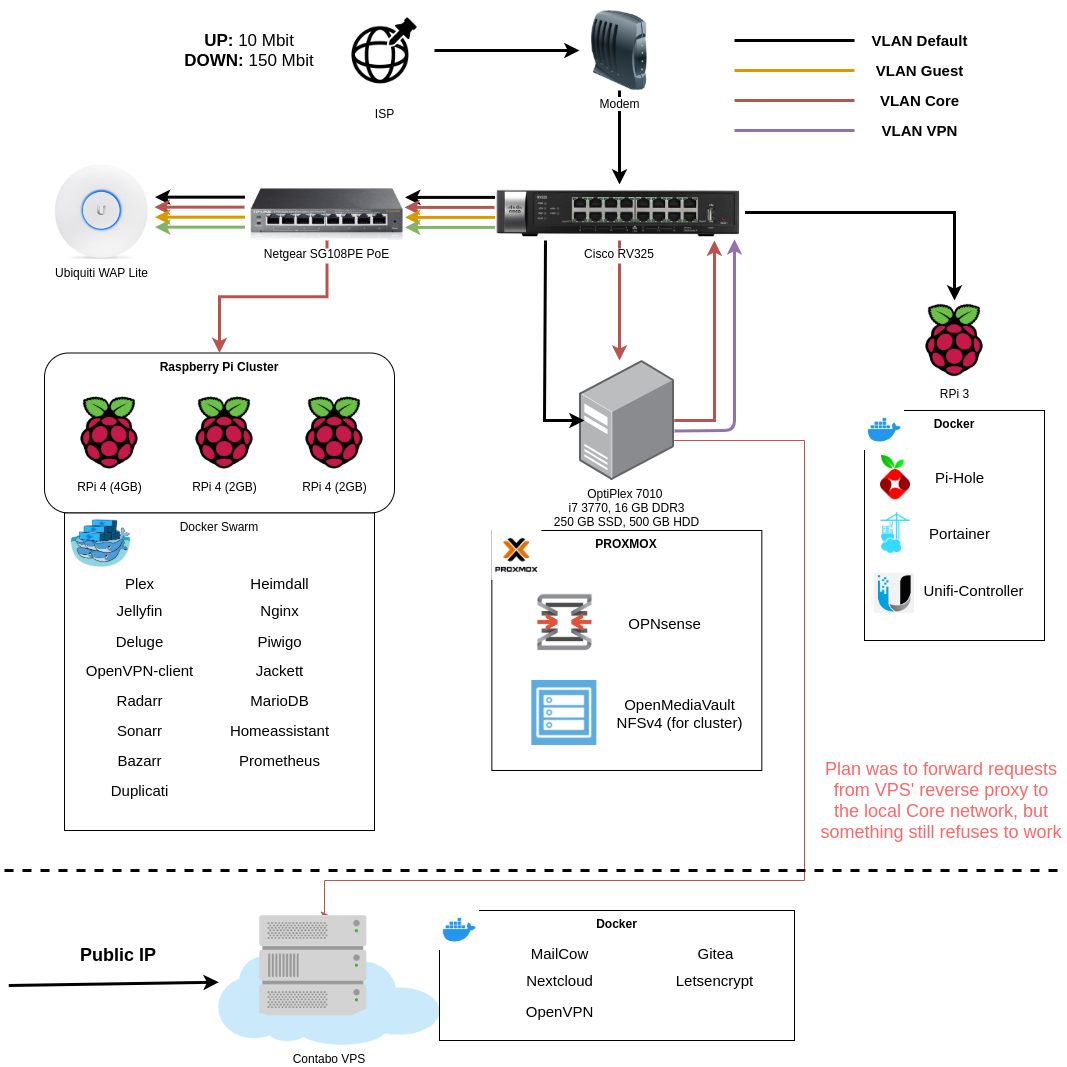 UP: 10 Mbit
DOWN: 150 Mbit
ISP
Modem
VLAN Default
VLAN Guest
VLAN Core
VLAN VPN
Ubiquiti WAP Lite
Netgear SG108PE PoE
Cisco RV325
Raspberry Pi Cluster
RPi 4 (4GB)
RPi 4 (2GB)
RPi 4 (2GB)
Docker Swarm
Plex
Heimdall
Jellyfin
Nginx
Deluge
Piwigo
OpenVPN-client
Jackett
Radarr
MarioDB
Sonarr
Homeassistant
Bazarr
Prometheus
Duplicati
OptiPlex 7010
i7 3770, 16 GB DDR3
250 GB SSD, 500 GB HDD
PROXMOX
PROXMOX
OPNsense
OpenMediaVault
NFSv4 (for cluster)
RPi 3
Docker
Pi-Hole
Portainer
Unifi-Controller
Plan was to forward requests
from VPS' reverse proxy to
the local Core network, but
something still refuses to work
Public IP
Contabo VPS
Docker
MailCow
Gitea
Nextcloud
Letsencrypt
OpenVPN